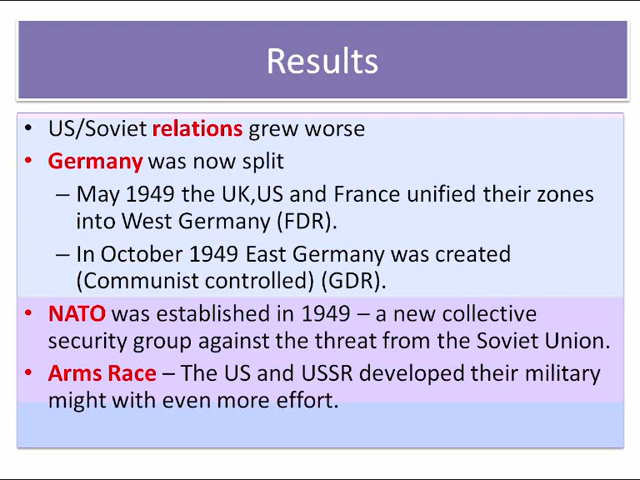 Results
• US/Soviet relations grew worse
• Germany was now split
– May 1949 the UK,US and France unified their zones
into West Germany (FDR).
– In October 1949 East Germany was created
(Communist controlled) (GDR).
• NATO was established in 1949 – a new collective
security group against the threat from the Soviet Union.
• Arms Race – The US and USSR developed their military
might with even more effort.